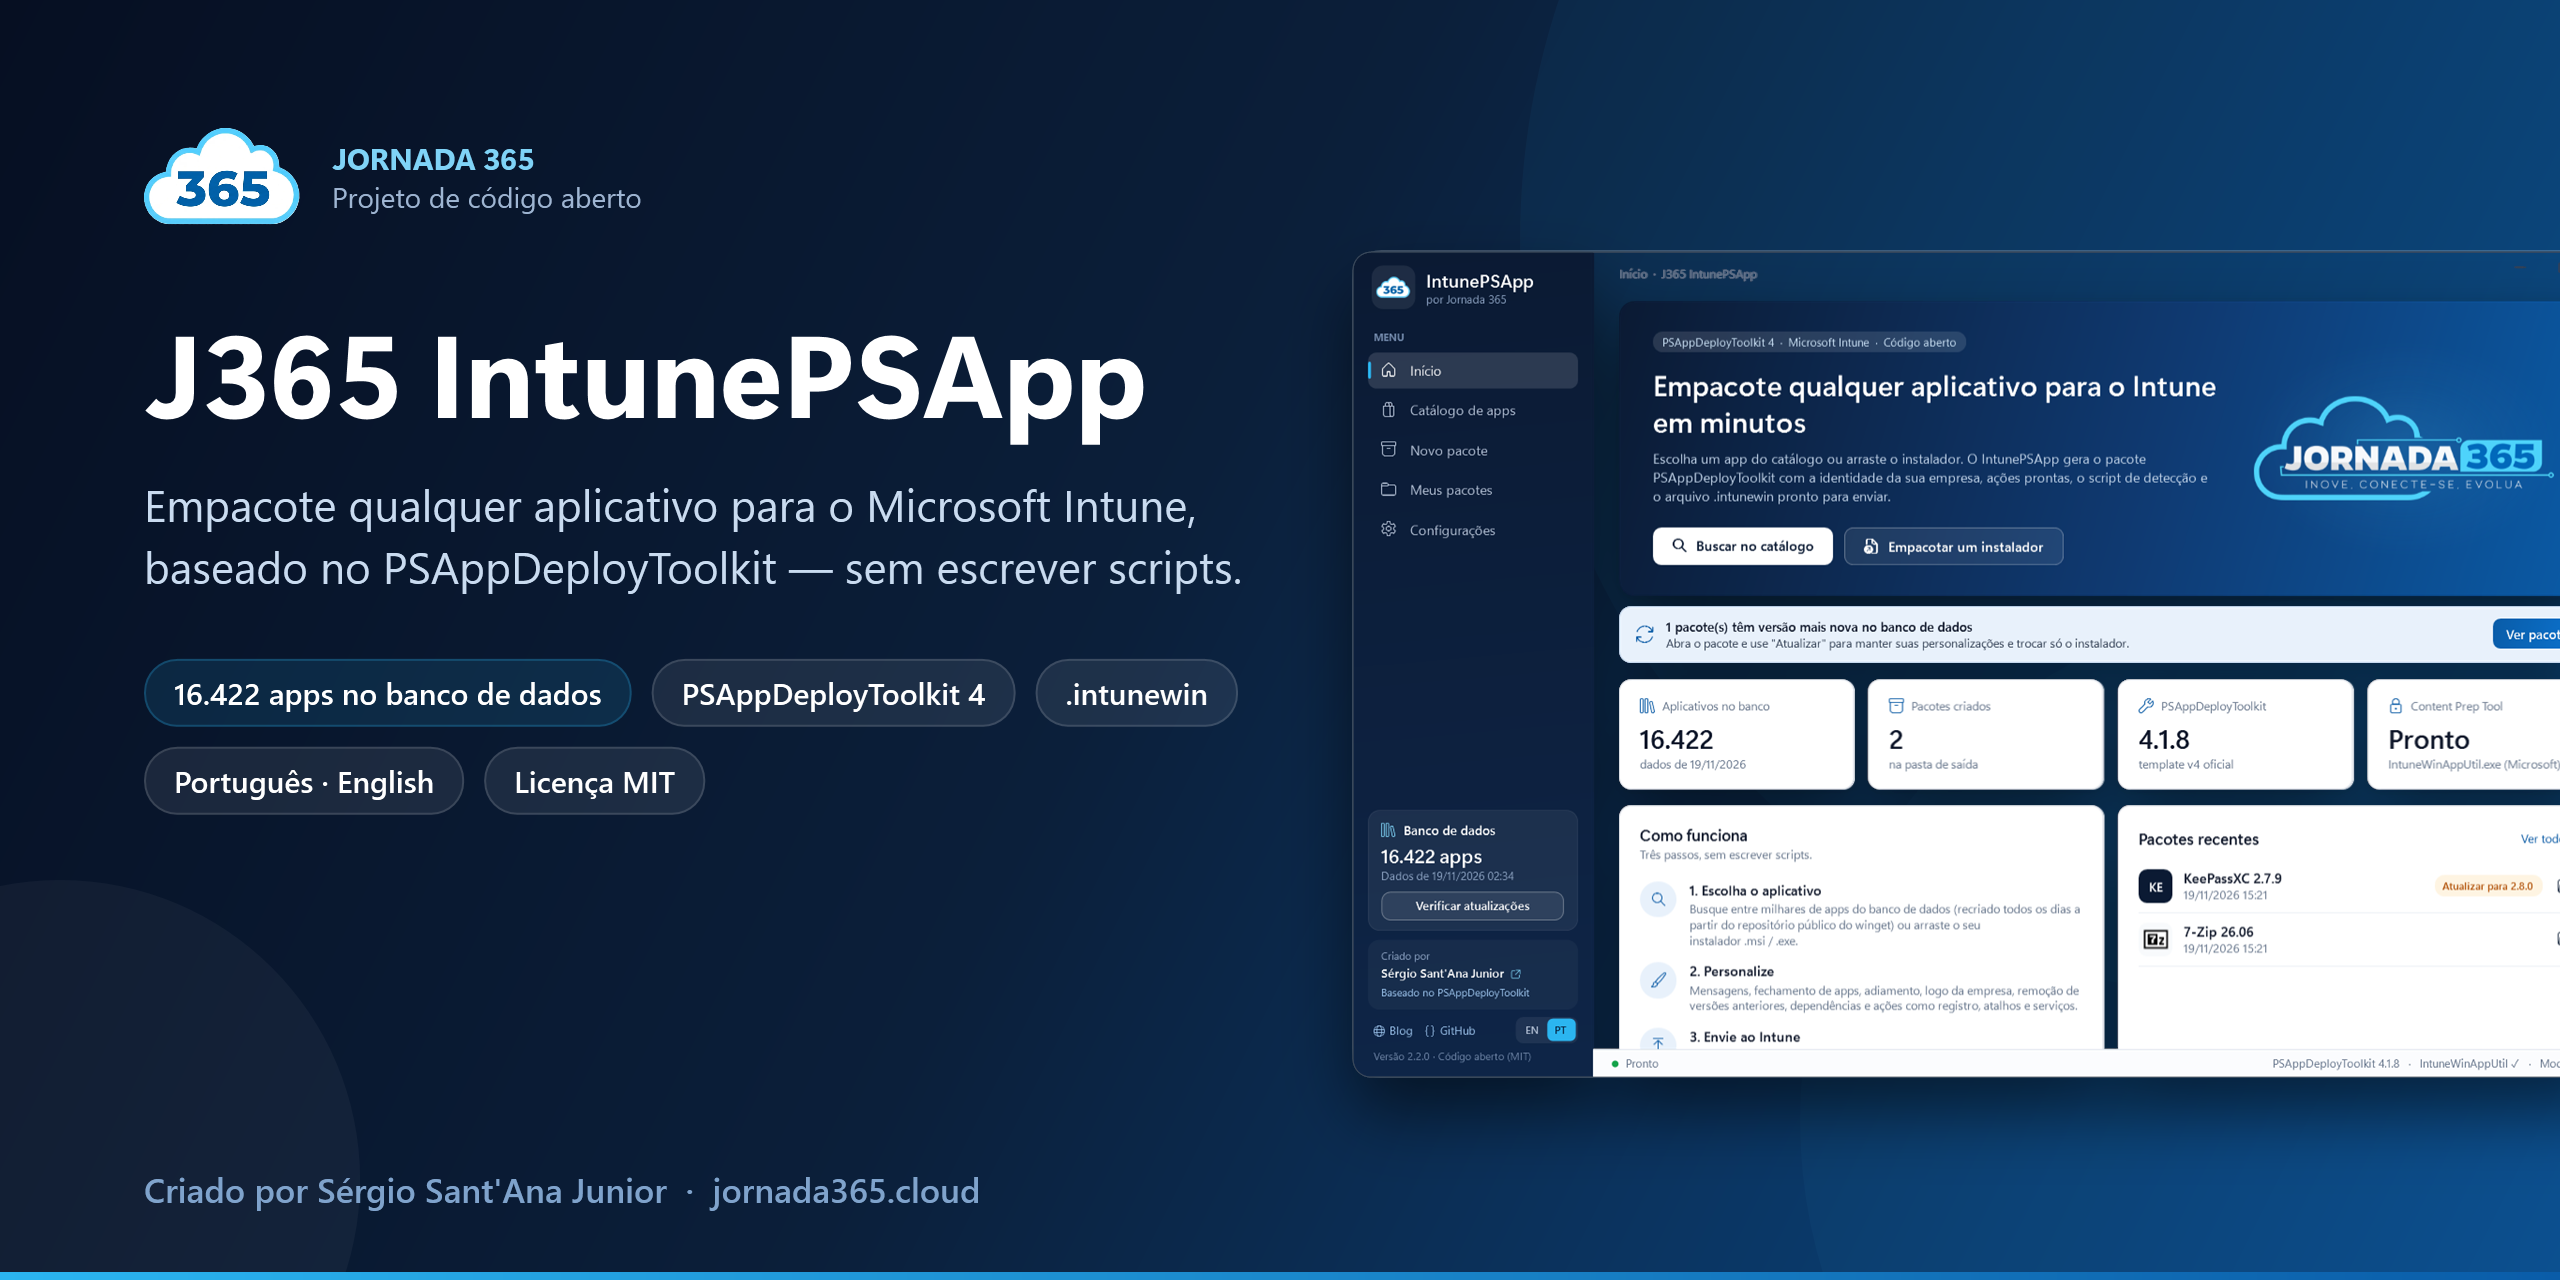 365
JORNADA 365
Projeto de código aberto
J365 IntunePSApp
Empacote qualquer aplicativo para o Microsoft Intune,
baseado no PSAppDeployToolkit — sem escrever scripts.
16.422 apps no banco de dados
PSAppDeployToolkit 4
.intunewin
Português · English
Licença MIT
Criado por Sérgio Sant'Ana Junior · jornada365.cloud
365
IntunePSApp
por Jornada 365
MENU
Início
Catálogo de apps
Novo pacote
Meus pacotes
Configurações
Banco de dados
16.422 apps
Dados de 19/11/2026 02:34
Verificar atualizações
Criado por
Sérgio Sant'Ana Junior
Baseado no PSAppDeployToolkit
Blog
{ } GitHub
EN
PT
Versão 2.2.0 · Código aberto (MIT)
Início · J365 IntunePSApp
PSAppDeployToolkit 4 · Microsoft Intune · Código aberto
Empacote qualquer aplicativo para o Intune
em minutos
Escolha um app do catálogo ou arraste o instalador. O IntunePSApp gera o pacote
PSAppDeployToolkit com a identidade da sua empresa, ações prontas, o script de detecção e
o arquivo .intunewin pronto para enviar.
Buscar no catálogo
Empacotar um instalador
JORNADA 365
INOVE, CONECTE-SE, EVOLUA
1 pacote(s) têm versão mais nova no banco de dados
Abra o pacote e use "Atualizar" para manter suas personalizações e trocar só o instalador.
Ver pacot
Aplicativos no banco
16.422
dados de 19/11/2026
Pacotes criados
2
na pasta de saída
PSAppDeployToolkit
4.1.8
template v4 oficial
Content Prep Tool
Pronto
IntuneWinAppUtil.exe (Microsoft)
Como funciona
Três passos, sem escrever scripts.
1. Escolha o aplicativo
Busque entre milhares de apps do banco de dados (recriado todos os dias a
partir do repositório público do winget) ou arraste o seu
instalador .msi / .exe.
2. Personalize
Mensagens, fechamento de apps, adiamento, logo da empresa, remoção de
versões anteriores, dependências e ações como registro, atalhos e serviços.
3. Envie ao Intune
Pacotes recentes
Ver tod
KE
KeePassXC 2.7.9
19/11/2026 15:21
Atualizar para 2.8.0
7z
7-Zip 26.06
19/11/2026 15:21
Pronto
PSAppDeployToolkit 4.1.8 · IntuneWinAppUtil ✓ · Mo